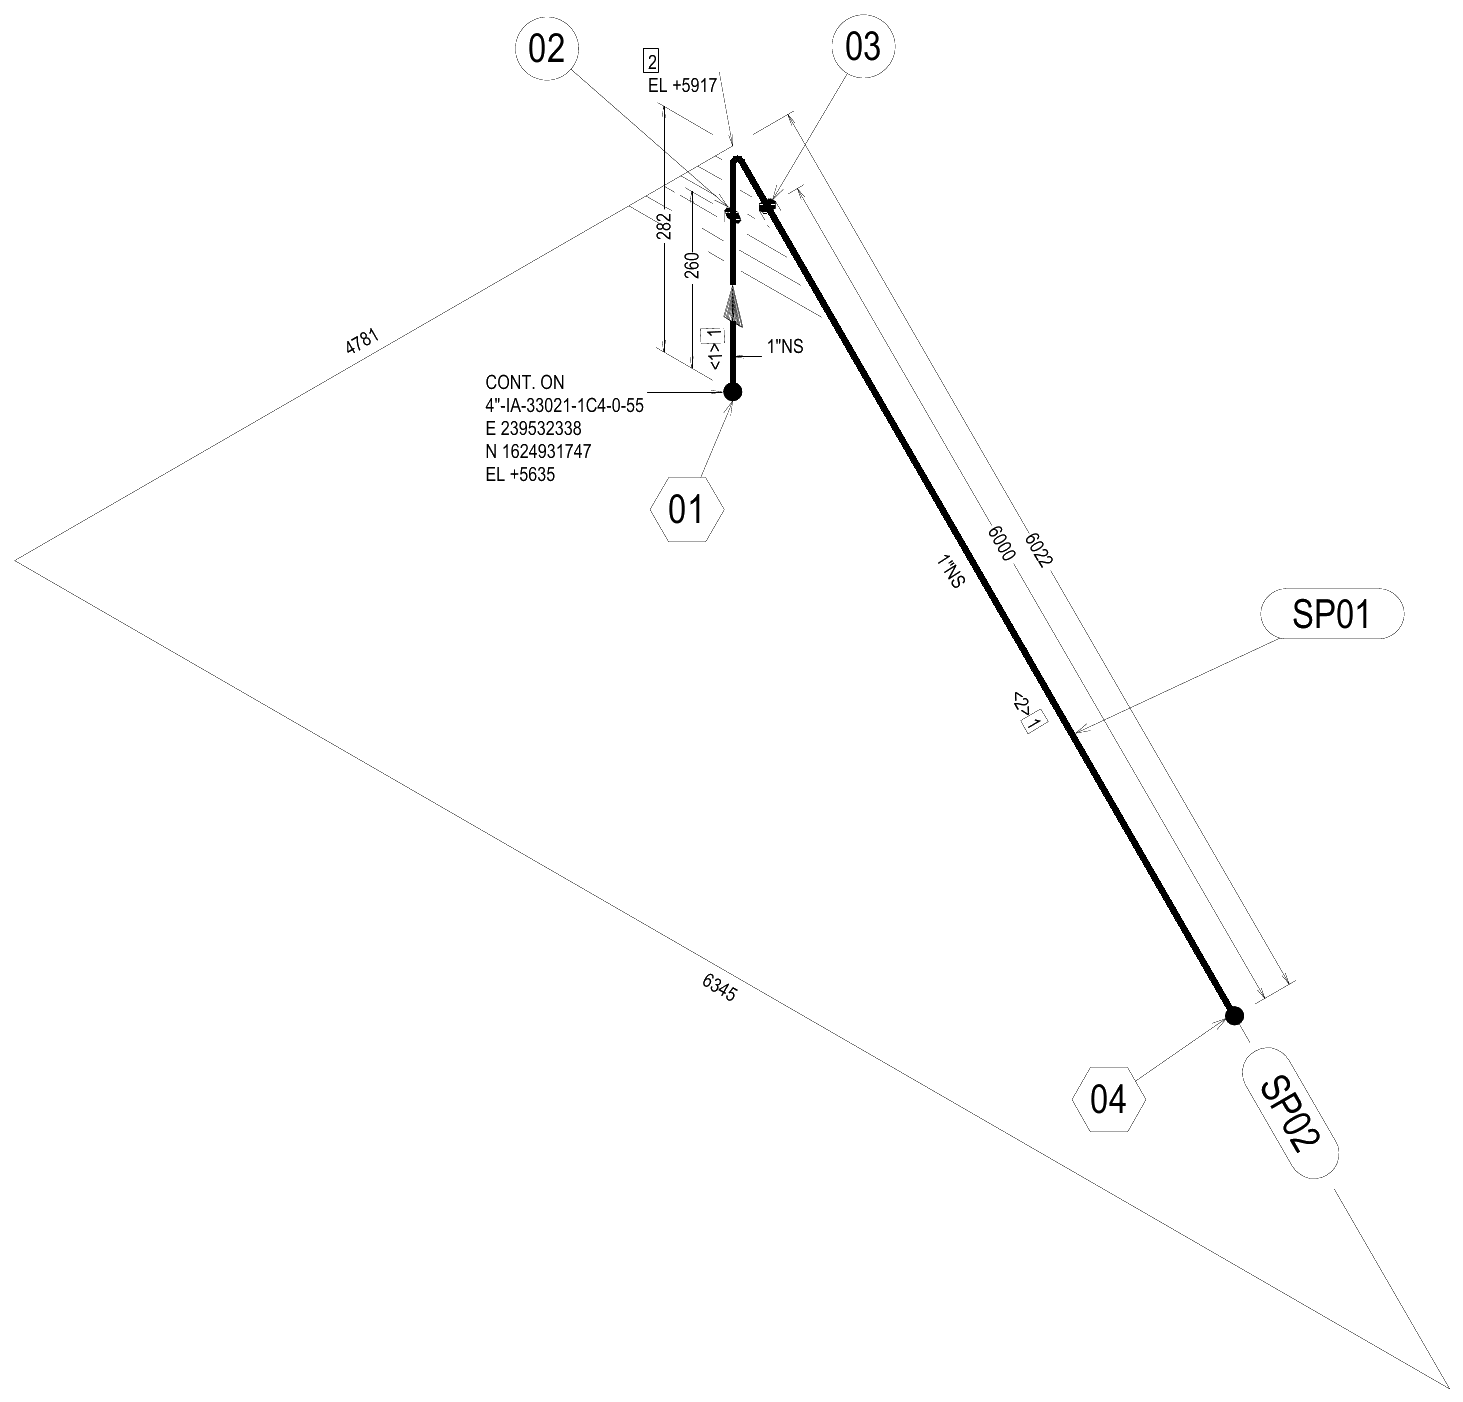 02
03
2
EL +5917
282
260
4781
<1> 1
1"NS
CONT. ON
4"-IA-33021-1C4-0-55
E 239532338
N 1624931747
EL +5635
01
6000
6022
1"NS
SP01
<2> 1
6345
04
SP02